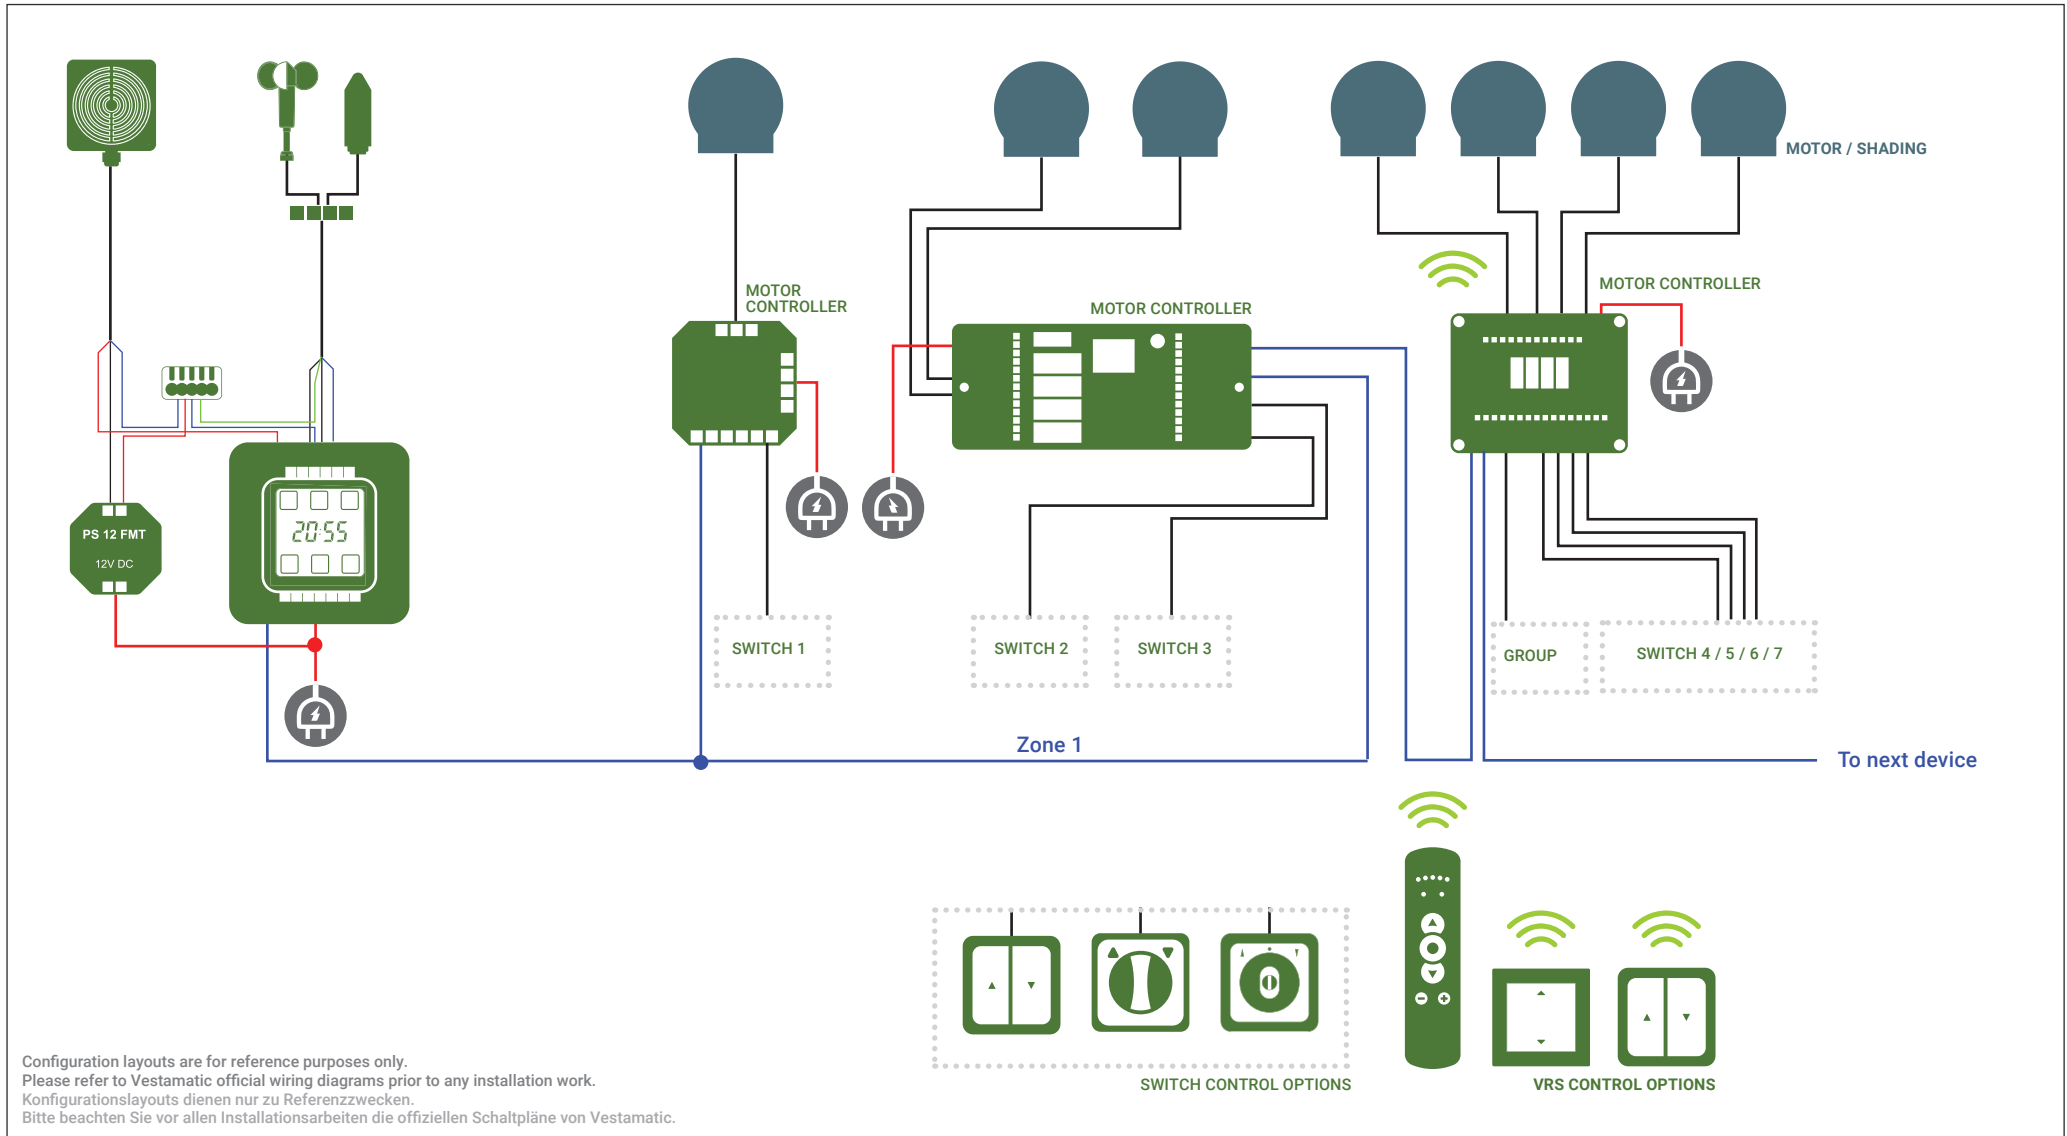 MOTOR / SHADING
MOTOR
CONTROLLER
MOTOR CONTROLLER
MOTOR CONTROLLER
PS 12 FMT
12V DC
20:55
SWITCH 1
SWITCH 2
SWITCH 3
GROUP
SWITCH 4 / 5 / 6 / 7
Zone 1
To next device
SWITCH CONTROL OPTIONS
VRS CONTROL OPTIONS
Configuration layouts are for reference purposes only.
Please refer to Vestamatic official wiring diagrams prior to any installation work.
Konfigurationslayouts dienen nur zu Referenzzwecken.
Bitte beachten Sie vor allen Installationsarbeiten die offiziellen Schaltpläne von Vestamatic.